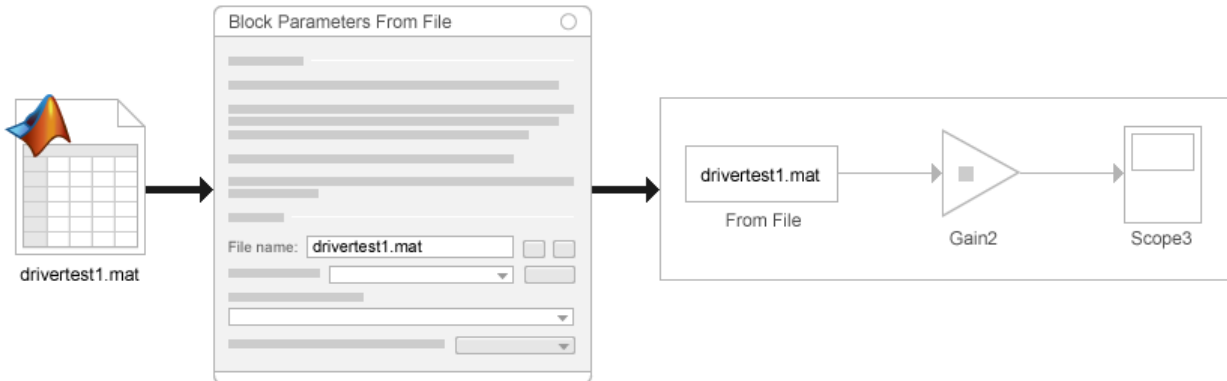 Block Parameters From File
drivertest1.mat
File name: drivertest1.mat
drivertest1.mat
From File
Gain2
Scope3